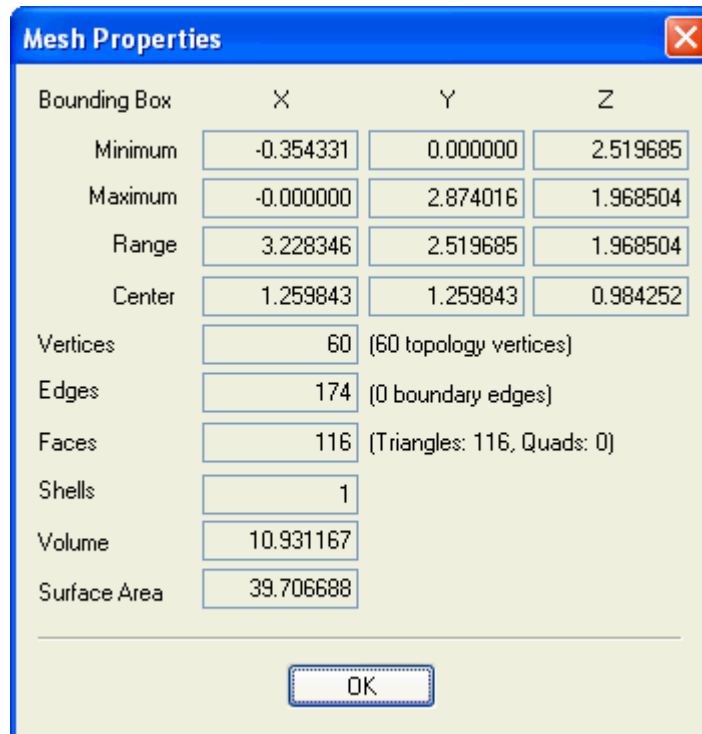 Mesh Properties
Bounding Box X Y Z
Minimum -0.354331 0.000000 2.519685
Maximum -0.000000 2.874016 1.968504
Range 3.228346 2.519685 1.968504
Center 1.259843 1.259843 0.984252
Vertices 60 (60 topology vertices)
Edges 174 (0 boundary edges)
Faces 116 (Triangles: 116, Quads: 0)
Shells 1
Volume 10.931167
Surface Area 39.706688
OK